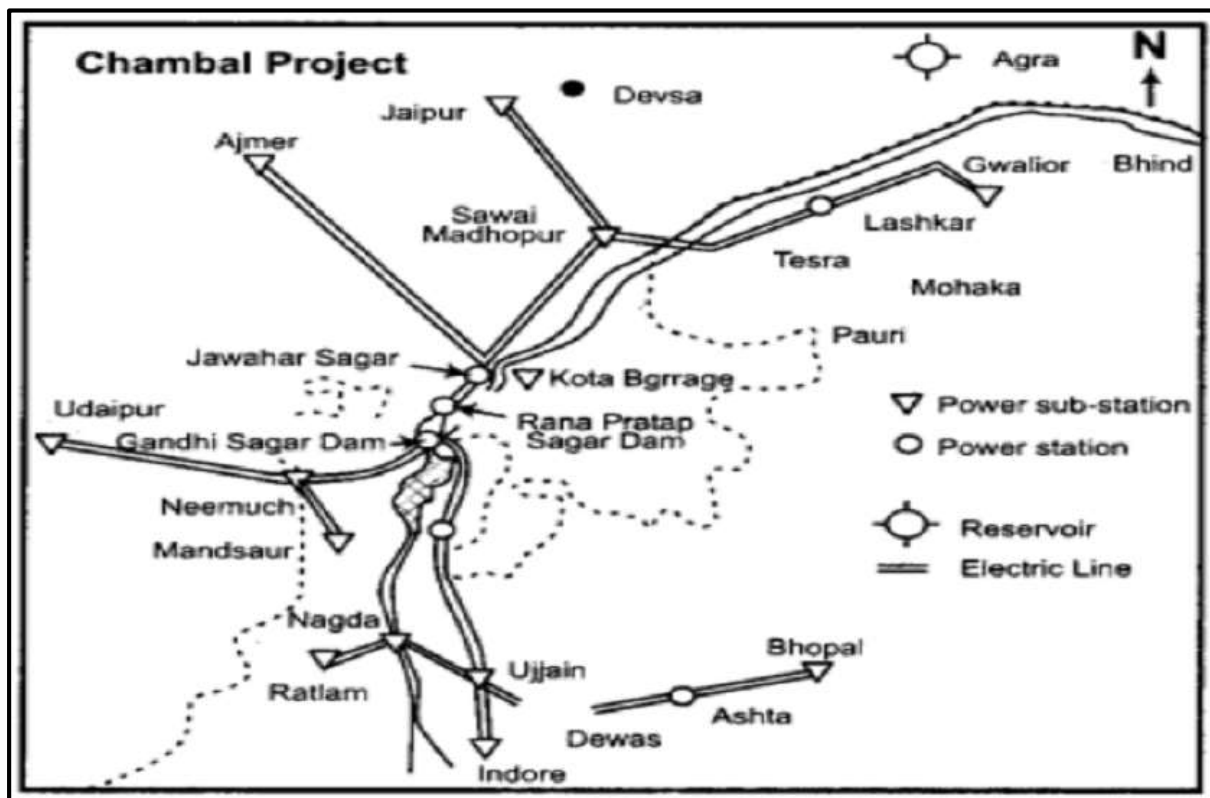 Chambal Project
N
Agra
Devsa
Jaipur
Ajmer
Gwalior
Bhind
Sawai
Madhopur
Lashkar
Tesra
Mohaka
Pauri
Jawahar Sagar
Kota Bgrrage
Udaipur
Rana Pratap
Sagar Dam
Gandhi Sagar Dam
Power sub-station
Power station
Neemuch
Mandsaur
Reservoir
Electric Line
Nagda
Ratlam
Ujjain
Bhopal
Ashta
Dewas
Indore